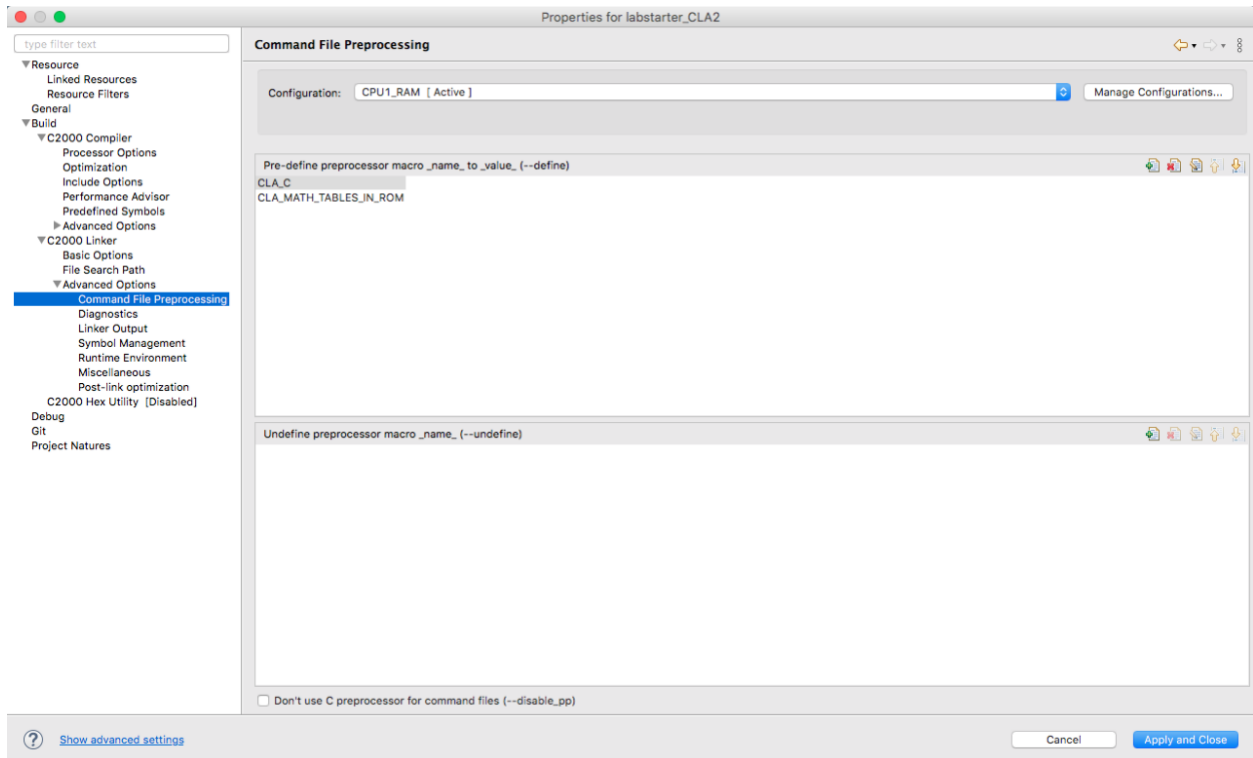 Properties for labstarter_CLA2
type filter text
Resource
Linked Resources
Resource Filters
General
Build
C2000 Compiler
Processor Options
Optimization
Include Options
Performance Advisor
Predefined Symbols
Advanced Options
C2000 Linker
Basic Options
File Search Path
Advanced Options
Command File Preprocessing
Diagnostics
Linker Output
Symbol Management
Runtime Environment
Miscellaneous
Post-link optimization
C2000 Hex Utility [Disabled]
Debug
Git
Project Natures
Command File Preprocessing
Configuration: CPU1_RAM [ Active ] Manage Configurations...
Pre-define preprocessor macro _name_ to _value_ (--define)
CLA_C
CLA_MATH_TABLES_IN_ROM
Undefine preprocessor macro _name_ (--undefine)
Don't use C preprocessor for command files (--disable_pp)
? Show advanced settings Cancel Apply and Close